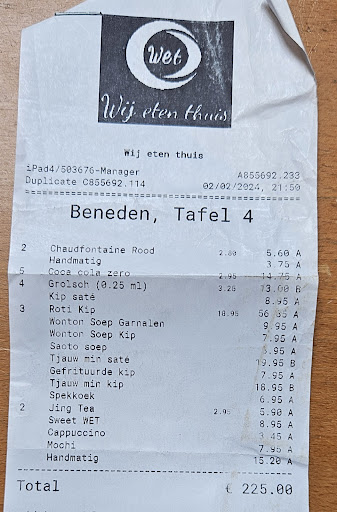 Wet
Wij eten thuis
Wij eten thuis
iPad4/503676-Manager A855692.233
Duplicate C855692.114 02/02/2024, 21:50
Beneden, Tafel 4
2 Chaudfontaine Rood 2.80 5.60 A
Handmatig 3.75 A
5 Coca cola zero 2.95 14.75 A
4 Grolsch (0.25 ml) 3.25 13.00 B
Kip saté 8.95 A
3 Roti Kip 18.95 56.85 A
Wonton Soep Garnalen 9.95 A
Wonton Soep Kip 7.95 A
Saoto soep 8.95 A
Tjauw min saté 19.95 B
Gefrituurde kip 7.95 A
Tjauw min kip 18.95 B
Spekkoek 6.95 A
2 Jing Tea 2.95 5.90 A
Sweet WET 8.95 A
Cappuccino 3.45 A
Mochi 7.95 A
Handmatig 15.20 A
Total € 225.00